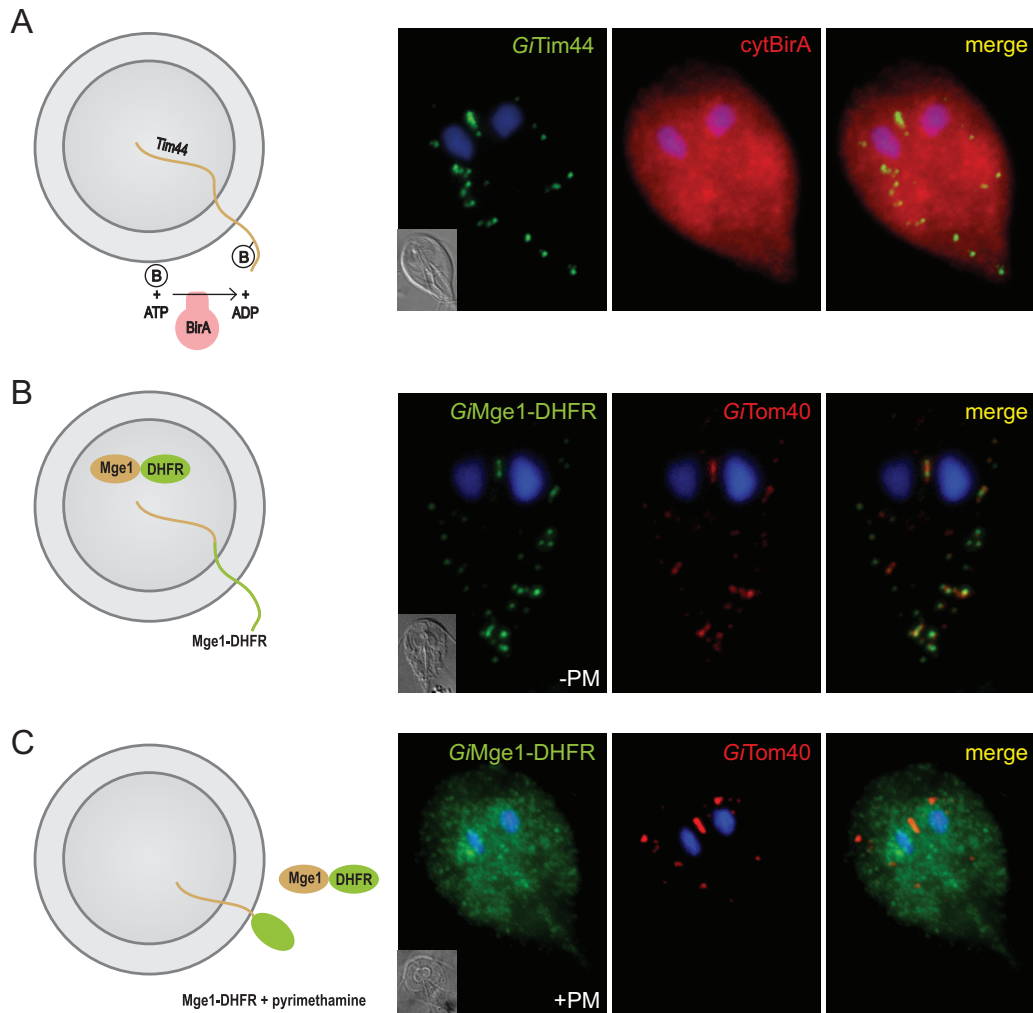 A
GiTim44
cytBirA
merge
Tim44
B
B
+
+
ATP
ADP
BirA
B
GiMge1-DHFR
GiTom40
merge
Mge1
DHFR
Mge1-DHFR
-PM
C
GiMge1-DHFR
GiTom40
merge
Mge1
DHFR
Mge1-DHFR + pyrimethamine
+PM